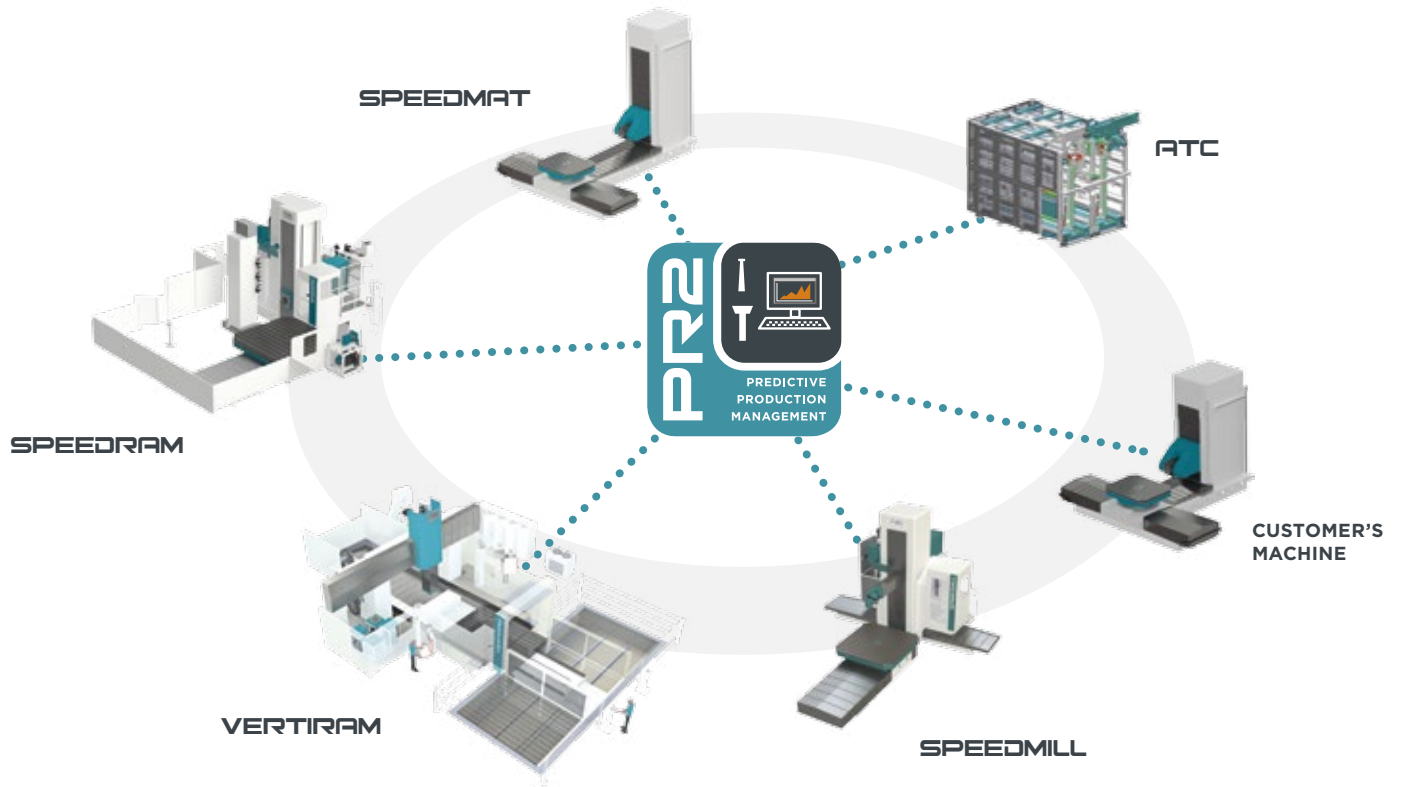 SPEEDMAT
ATC
PR2
PREDICTIVE
PRODUCTION
MANAGEMENT
SPEEDRAM
CUSTOMER'S
MACHINE
VERTIRAM
SPEEDMILL